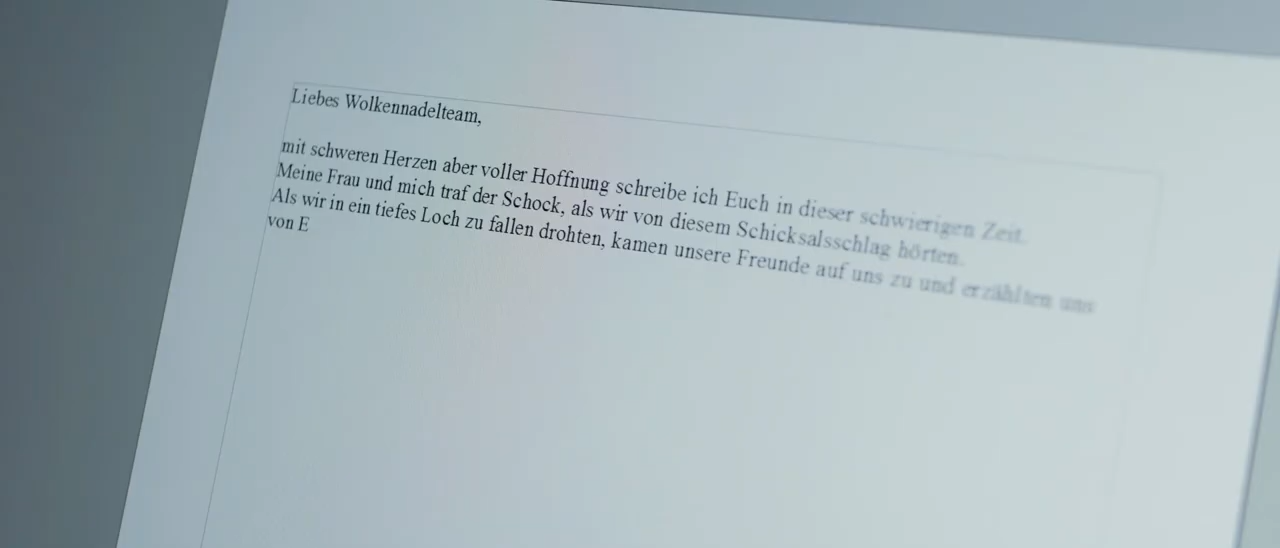 Liebes Wolkennadelteam,
mit schweren Herzen aber voller Hoffnung schreibe ich Euch in dieser schwierigen Zeit.
Meine Frau und mich traf der Schock, als wir von diesem Schicksalsschlag hörten.
Als wir in ein tiefes Loch zu fallen drohten, kamen unsere Freunde auf uns zu und erzählten uns
von E